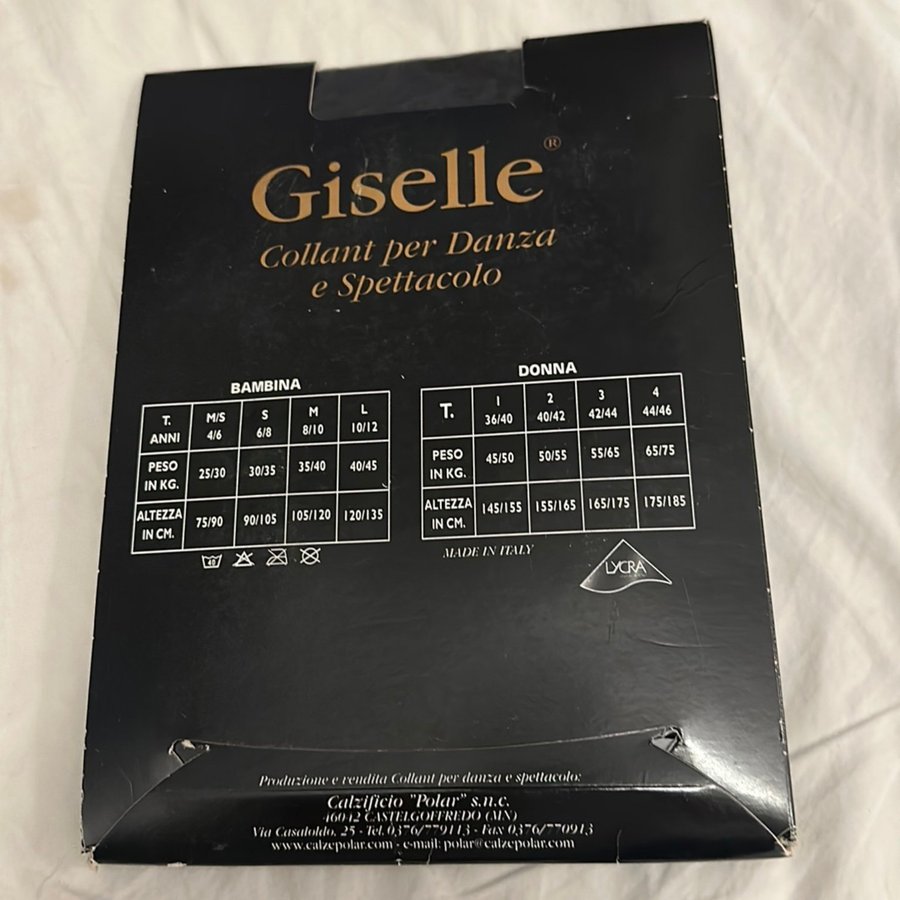 Giselle®
Collant per Danza
e Spettacolo
BAMBINA
T. ANNI M/S 4/6 S 6/8 M 8/10 L 10/12
PESO IN KG. 25/30 30/35 35/40 40/45
ALTEZZA IN CM. 75/90 90/105 105/120 120/135
40
DONNA
T. 1 36/40 2 40/42 3 42/44 4 44/46
PESO IN KG. 45/50 50/55 55/65 65/75
ALTEZZA IN CM. 145/155 155/165 165/175 175/185
MADE IN ITALY
LYCRA
Produzione e vendita Collant per danza e spettacolo:
Calzificio "Polar" s.n.c.
46042 CASTELGOFFREDO (MN)
Via Casaloldo, 25 - Tel. 0376/779113 - Fax 0376/770913
www.calzepolar.com - e-mail: polar@calzepolar.com